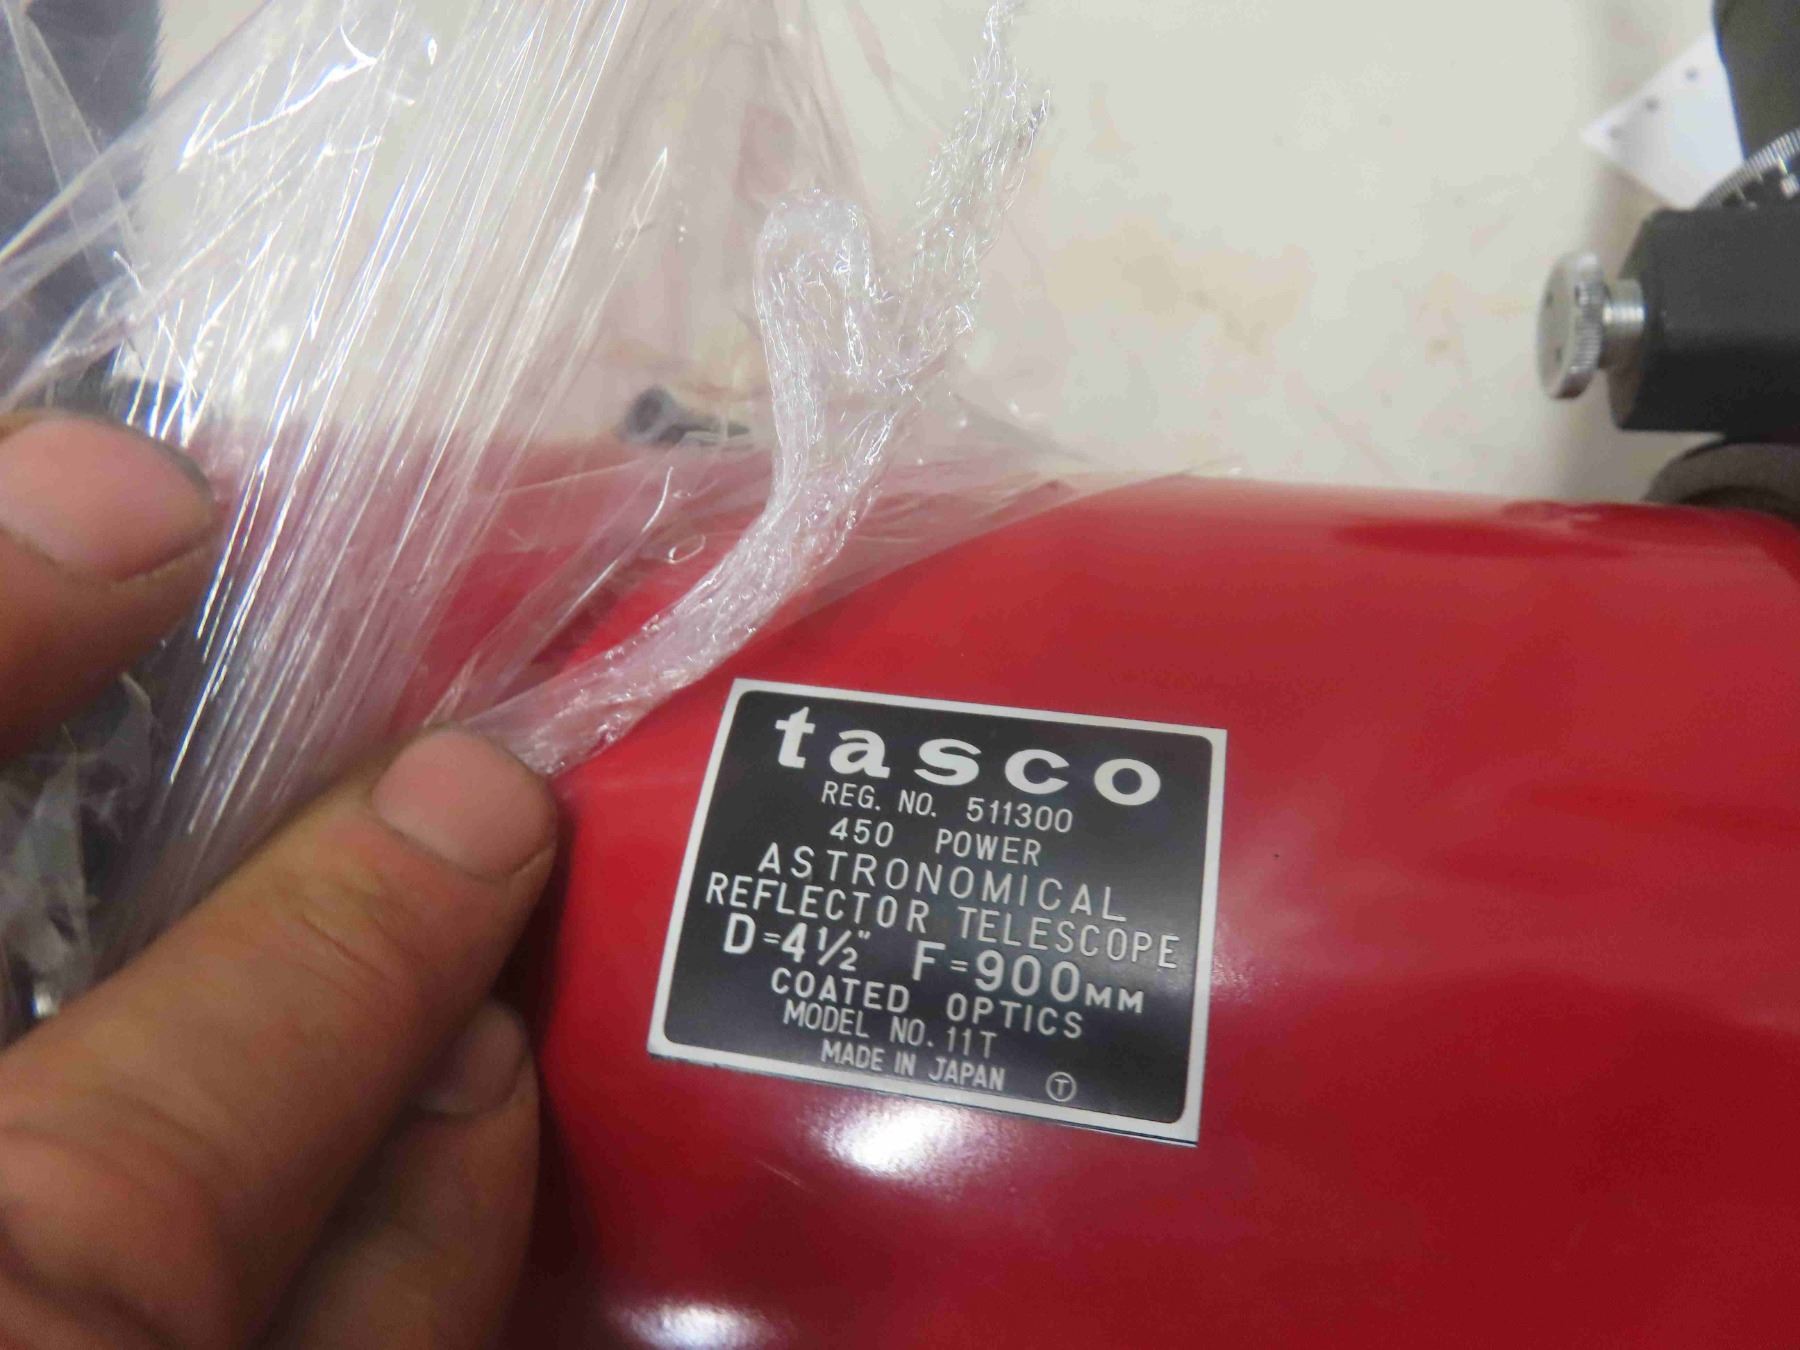 tasco
REG. NO. 511300
450 POWER
ASTRONOMICAL
REFLECTOR TELESCOPE
D=4½" F=900MM
COATED OPTICS
MODEL NO. 11T
MADE IN JAPAN Ⓣ